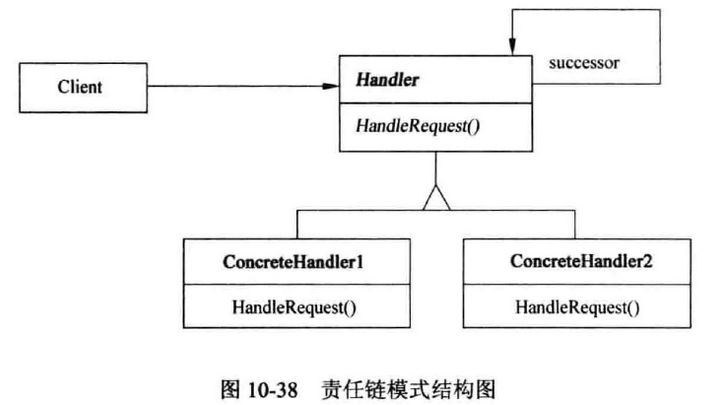 successor
Client
Handler
HandleRequest()
ConcreteHandler1
ConcreteHandler2
HandleRequest()
HandleRequest()
图 10-38 责任链模式结构图